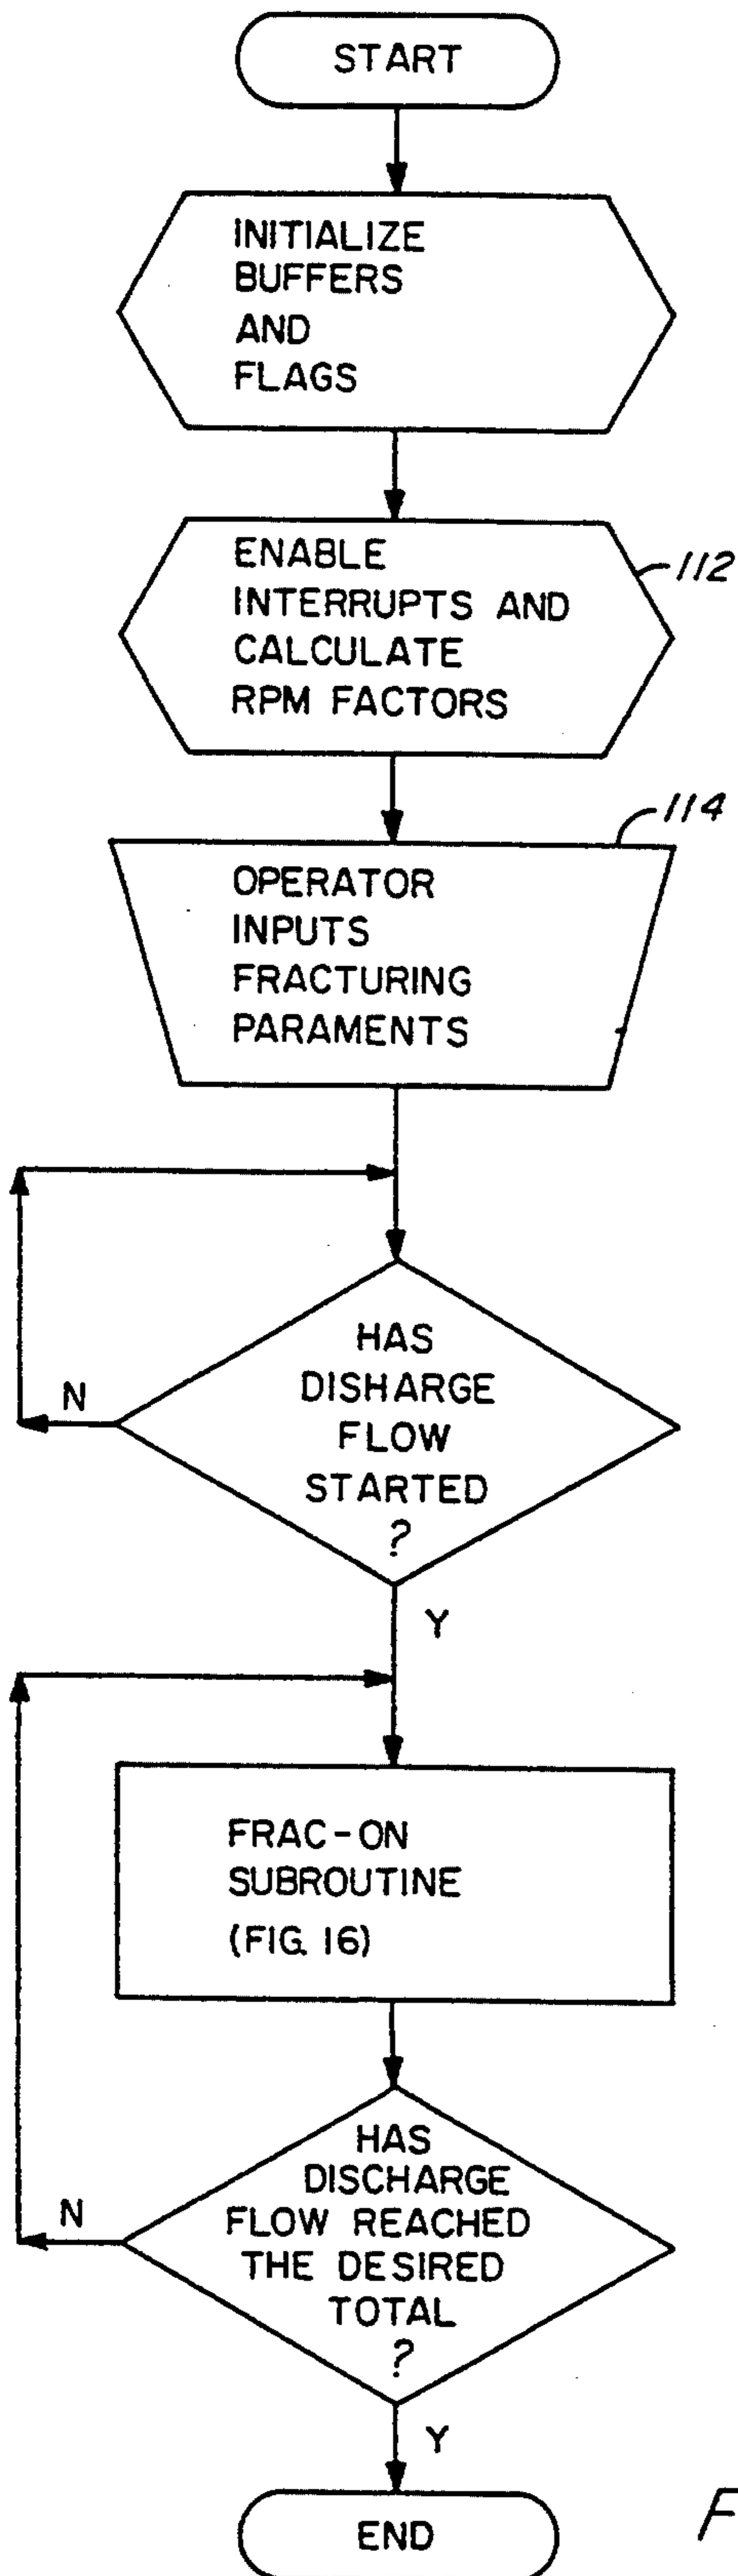 START
INITIALIZE
BUFFERS
AND
FLAGS
ENABLE
INTERRUPTS AND
CALCULATE
RPM FACTORS
112
114
OPERATOR
INPUTS
FRACTURING
PARAMENTS
HAS
DISHARGE
FLOW
STARTED
?
N
Y
FRAC-ON
SUBROUTINE
(FIG. 16)
HAS
DISCHARGE
FLOW REACHED
THE DESIRED
TOTAL
?
N
Y
END
F